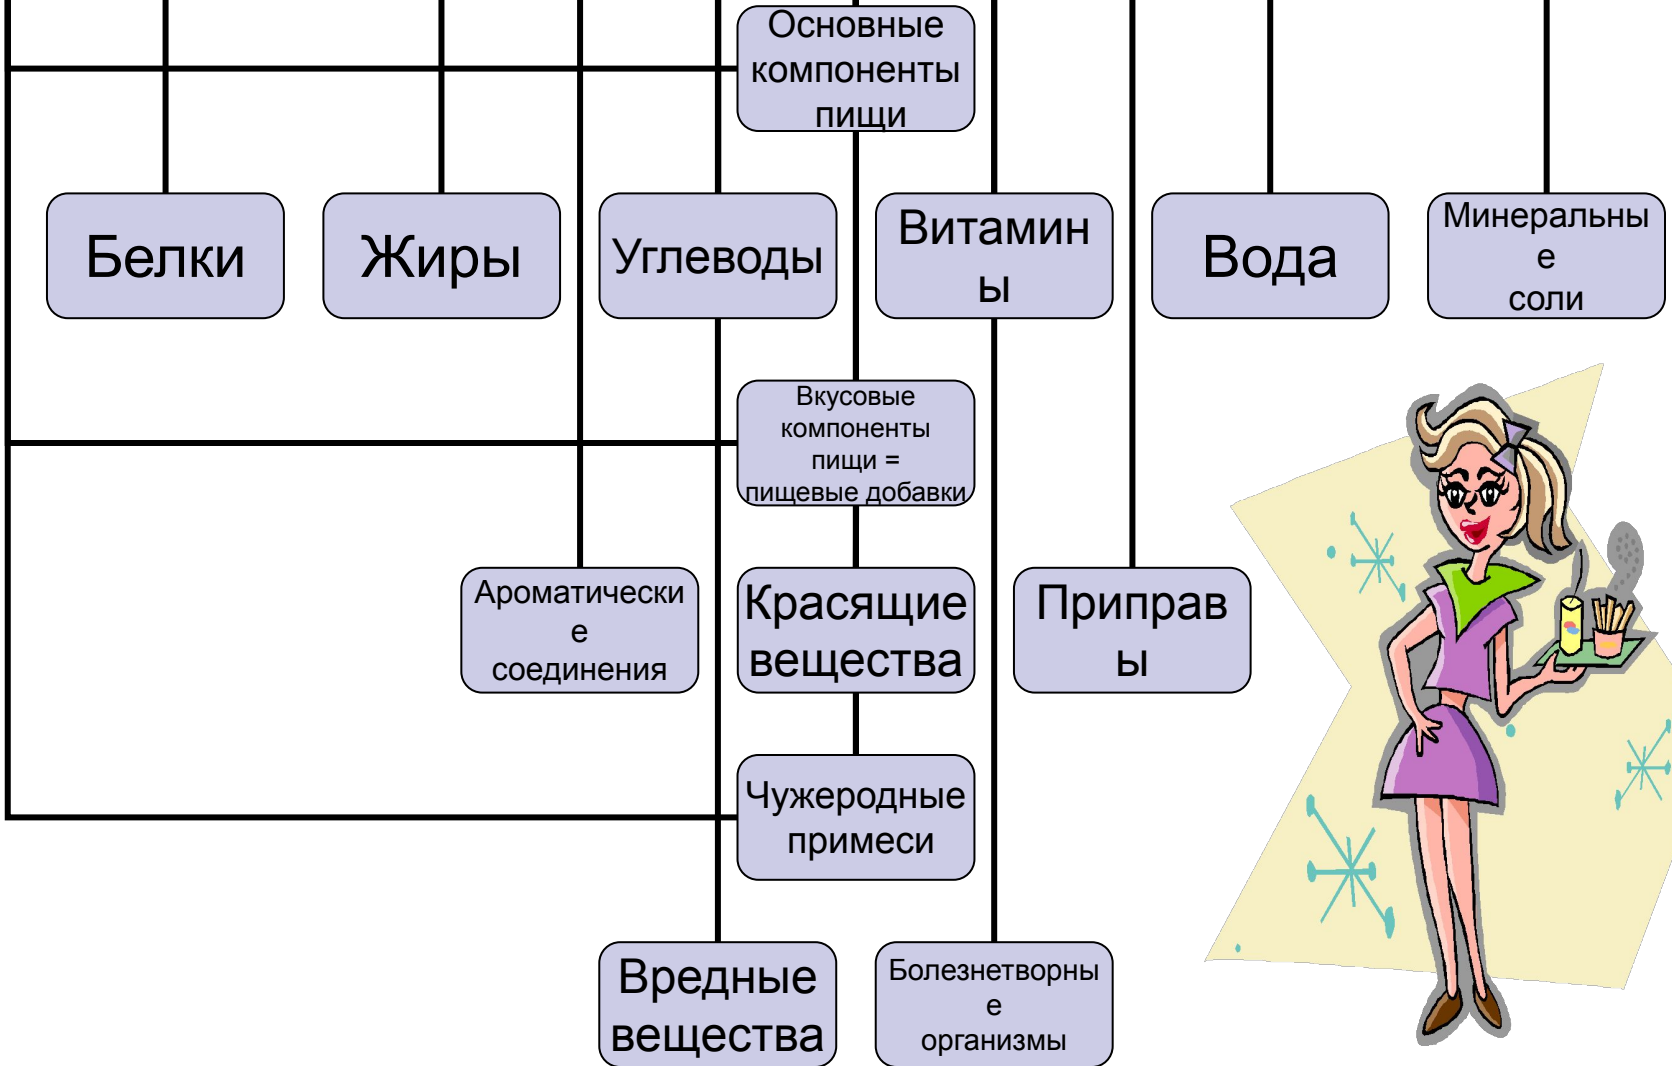 Основные
компоненты
пищи
Белки
Жиры
Углеводы
Витамин
ы
Вода
Минеральны
е
соли
Вкусовые
компоненты
пищи =
пищевые добавки
Ароматически
е
соединения
Красящие
вещества
Приправ
ы
Чужеродные
примеси
Вредные
вещества
Болезнетворны
е
организмы